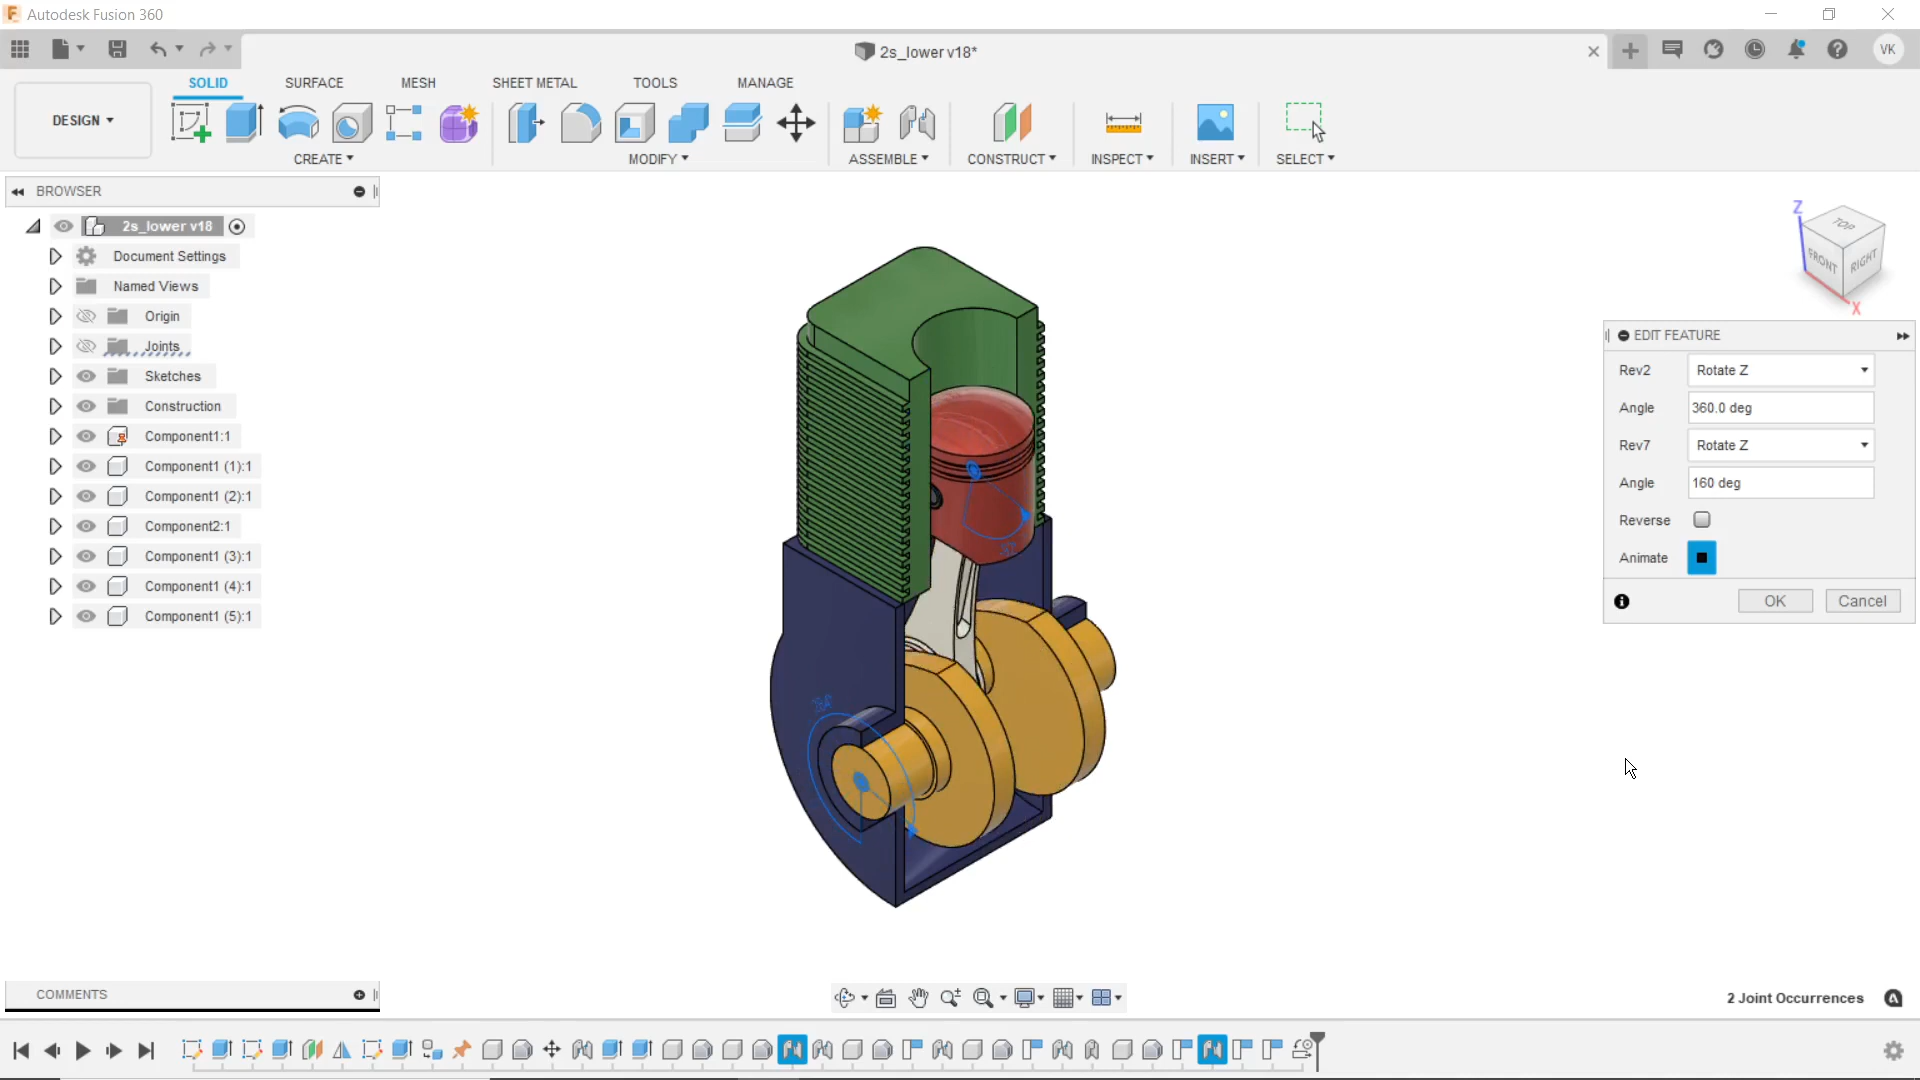 Autodesk Fusion 360
2s_lower v18*
VK
SOLID SURFACE MESH SHEET METAL TOOLS MANAGE
DESIGN
CREATE MODIFY ASSEMBLE CONSTRUCT INSPECT INSERT SELECT
BROWSER
2s_lower v18
Document Settings
Named Views
Origin
Joints
Sketches
Construction
Component1:1
Component1 (1):1
Component1 (2):1
Component2:1
Component1 (3):1
Component1 (4):1
Component1 (5):1
Z
TOP
FRONT
RIGHT
X
EDIT FEATURE
Rev2 Rotate Z
Angle 360.0 deg
Rev7 Rotate Z
Angle 160 deg
Reverse
Animate
OK Cancel
COMMENTS
2 Joint Occurrences